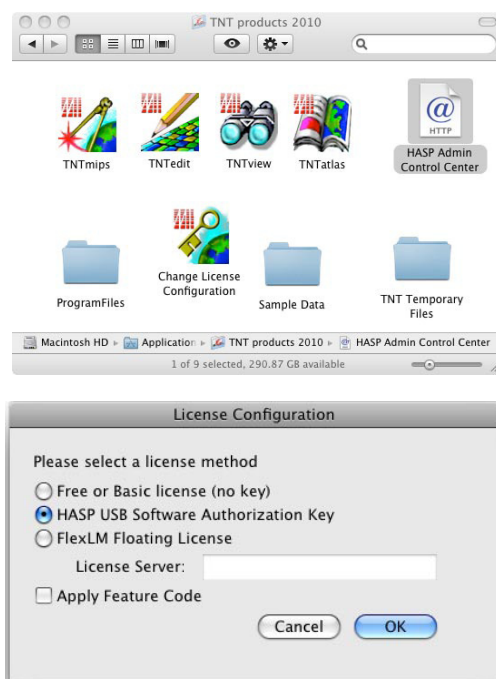 TNT products 2010
TNTmips
TNTedit
TNTview
TNTatlas
@
HTTP
HASP Admin
Control Center
ProgramFiles
Change License
Configuration
Sample Data
TNT Temporary
Files
Macintosh HD ▸ Application ▸ TNT products 2010 ▸ HASP Admin Control Center
1 of 9 selected, 290.87 GB available
License Configuration
Please select a license method
Free or Basic license (no key)
HASP USB Software Authorization Key
FlexLM Floating License
License Server:
Apply Feature Code
Cancel OK